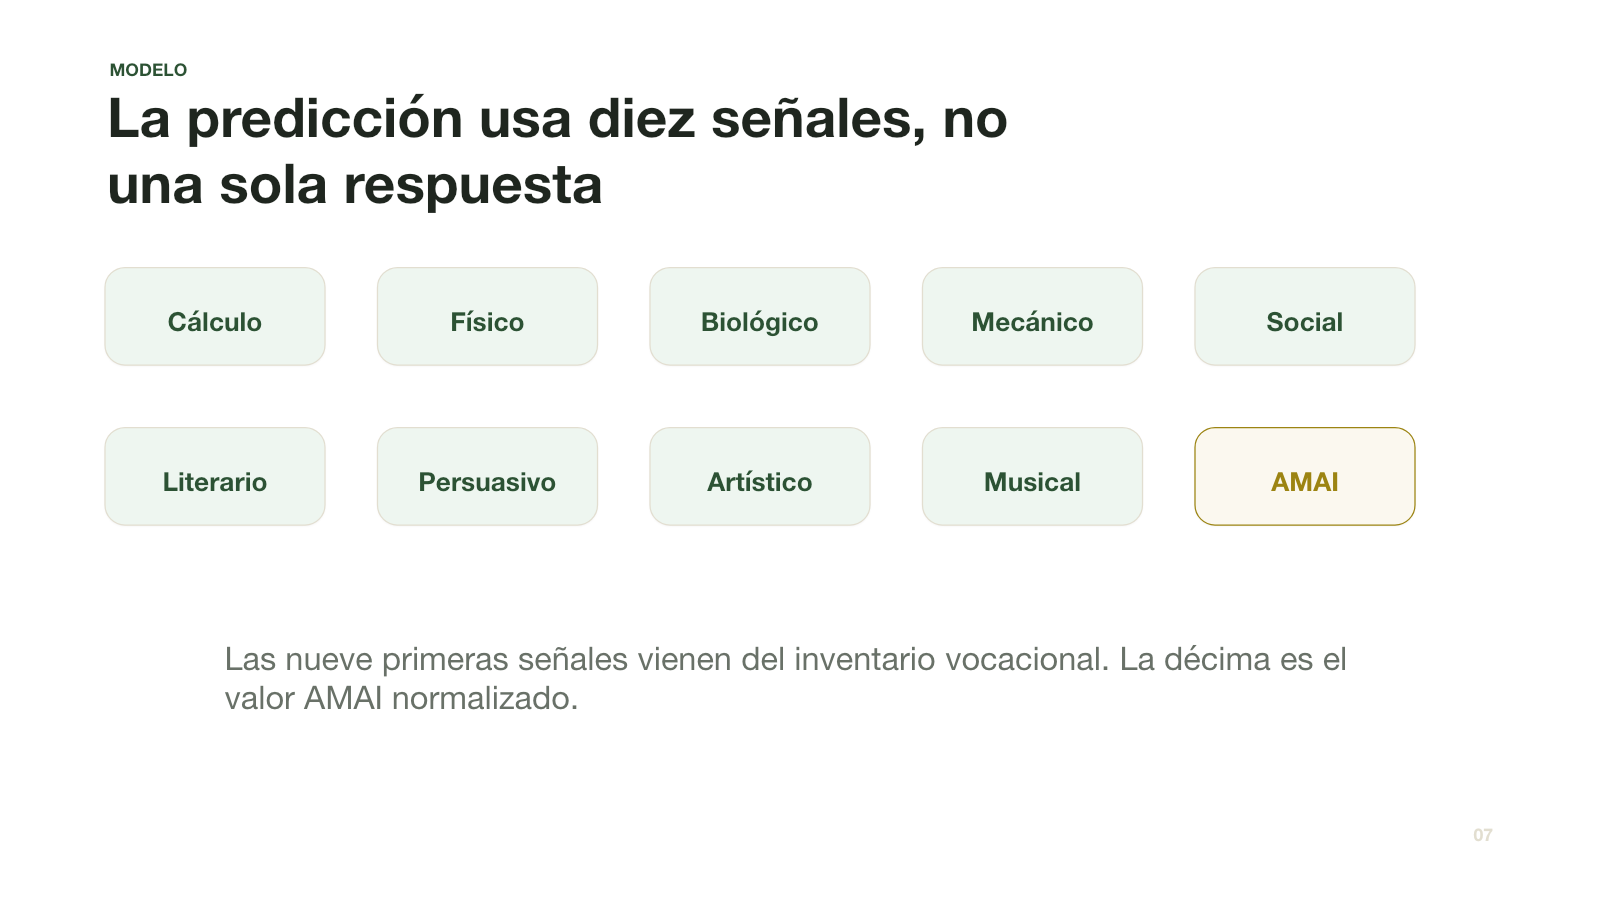 MODELO
La predicción usa diez señales, no
una sola respuesta
Cálculo
Físico
Biológico
Mecánico
Social
Literario
Persuasivo
Artístico
Musical
AMAI
Las nueve primeras señales vienen del inventario vocacional. La décima es el
valor AMAI normalizado.
07